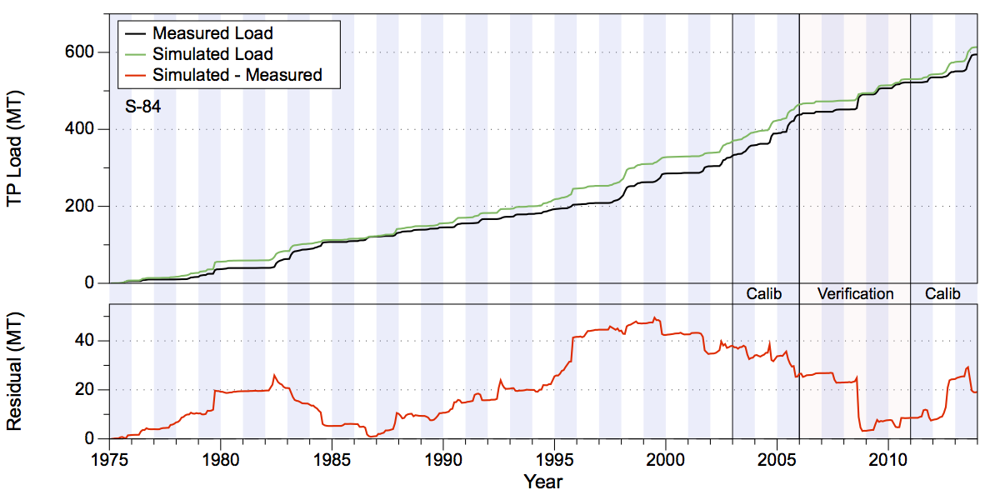 Measured Load
Simulated Load
Simulated - Measured
S-84
TP Load (MT)
600
400
200
0
Calib Verification Calib
Residual (MT)
40
20
0
1975 1980 1985 1990 1995 2000 2005 2010
Year